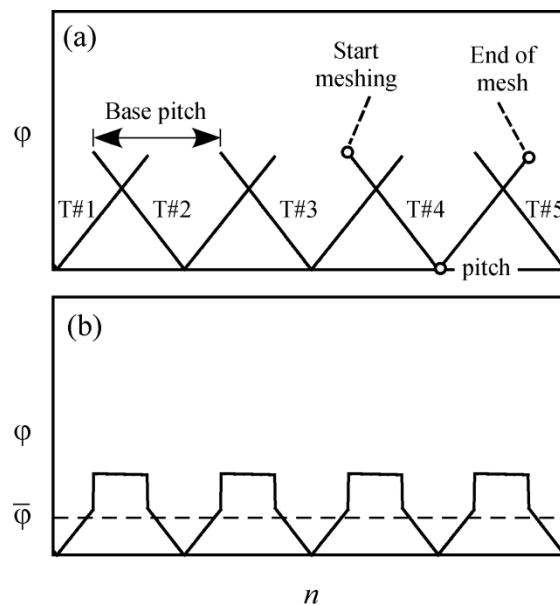 (a)
Start
meshing
End of
mesh
Base pitch
φ
T#1
T#2
T#3
T#4
T#5
pitch
(b)
φ
φ̅
n